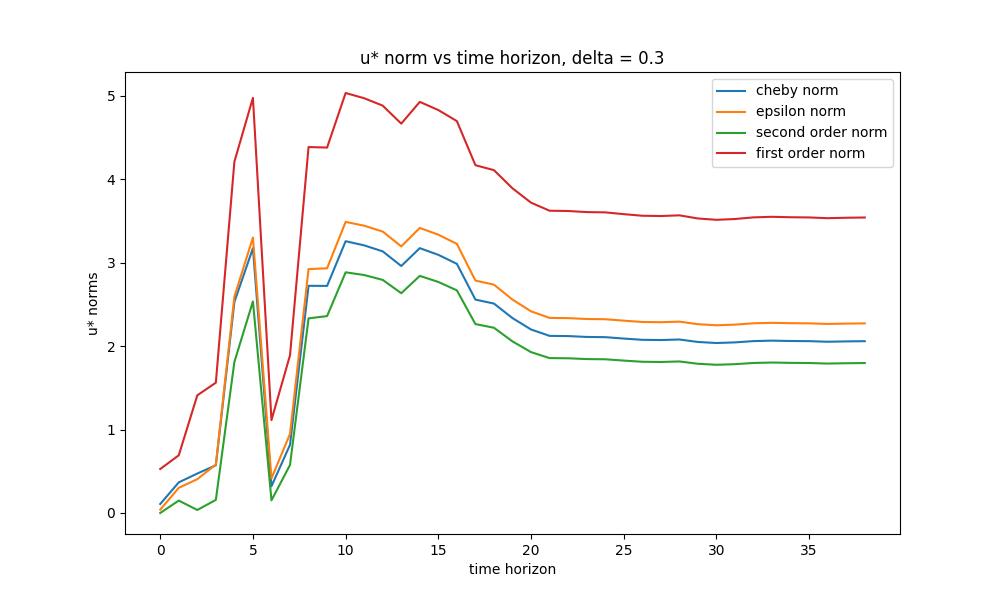 u* norm vs time horizon, delta = 0.3
cheby norm
epsilon norm
second order norm
first order norm
5
4
3
2
1
0
u* norms
0 5 10 15 20 25 30 35
time horizon